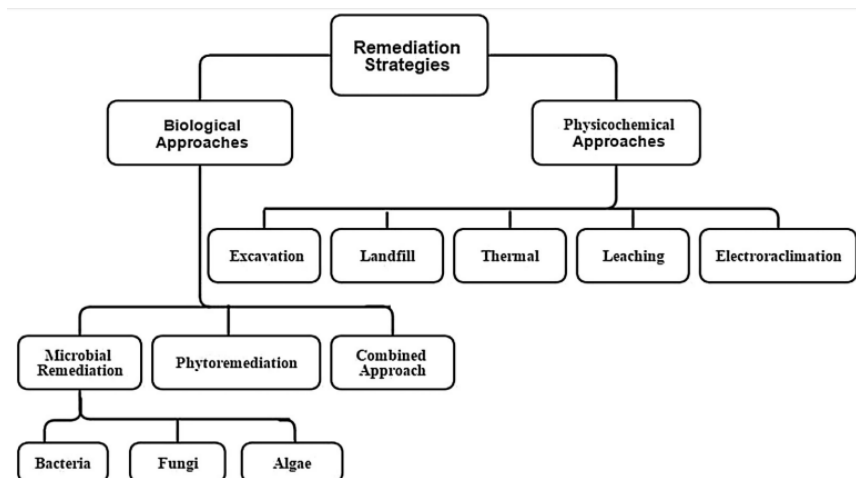 Remediation
Strategies
Biological
Approaches
Physicochemical
Approaches
Excavation
Landfill
Thermal
Leaching
Electroraclimation
Microbial
Remediation
Phytoremediation
Combined
Approach
Bacteria
Fungi
Algae